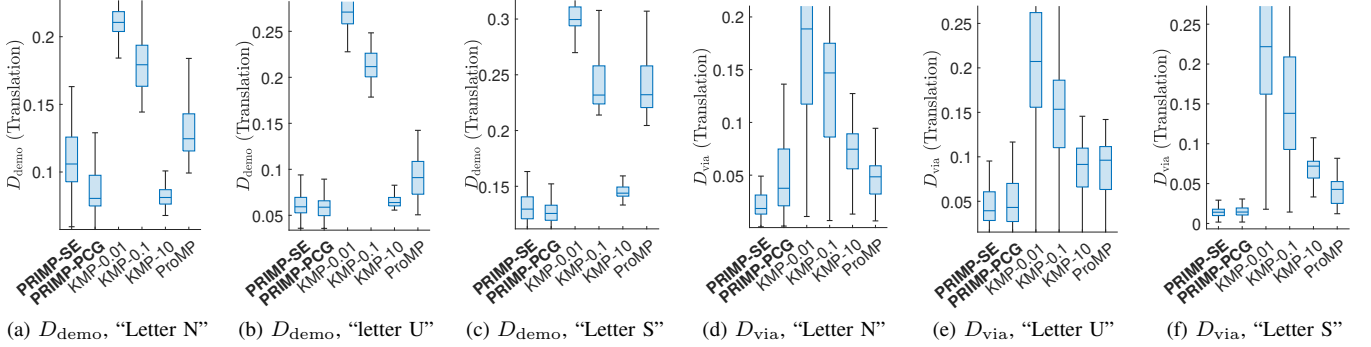 D_demo (Translation)
0.2
0.15
0.1
PRIMP-SE
PRIMP-PCG
KMP-0.01
KMP-0.1
KMP-10
ProMP
(a) D_demo, “Letter N”
D_demo (Translation)
0.25
0.2
0.15
0.1
0.05
PRIMP-SE
PRIMP-PCG
KMP-0.01
KMP-0.1
KMP-10
ProMP
(b) D_demo, “letter U”
D_demo (Translation)
0.3
0.25
0.2
0.15
PRIMP-SE
PRIMP-PCG
KMP-0.01
KMP-0.1
KMP-10
ProMP
(c) D_demo, “Letter S”
D_via (Translation)
0.2
0.15
0.1
0.05
PRIMP-SE
PRIMP-PCG
KMP-0.01
KMP-0.1
KMP-10
ProMP
(d) D_via, “Letter N”
D_via (Translation)
0.25
0.2
0.15
0.1
0.05
PRIMP-SE
PRIMP-PCG
KMP-0.01
KMP-0.1
KMP-10
ProMP
(e) D_via, “Letter U”
D_via (Translation)
0.25
0.2
0.15
0.1
0.05
0
PRIMP-SE
PRIMP-PCG
KMP-0.01
KMP-0.1
KMP-10
ProMP
(f) D_via, “Letter S”